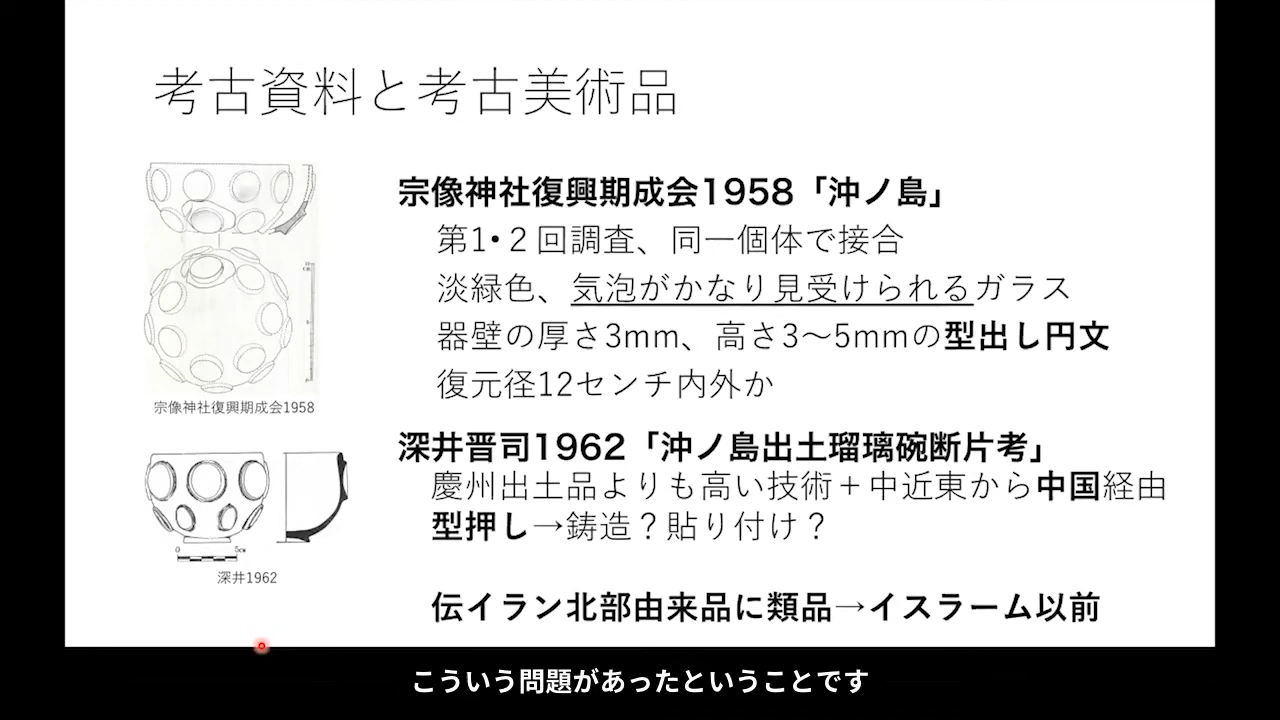 考古資料と考古美術品
宗像神社復興期成会1958「沖ノ島」
第1•２回調査、同一個体で接合
淡緑色、気泡がかなり見受けられるガラス
器壁の厚さ3mm、高さ3〜5mmの型出し円文
復元径12センチ内外か
宗像神社復興期成会1958
深井晋司1962「沖ノ島出土瑠璃碗断片考」
慶州出土品よりも高い技術＋中近東から中国経由
型押し→鋳造？貼り付け？
0 5cm
深井1962
伝イラン北部由来品に類品→イスラーム以前
こういう問題があったということです